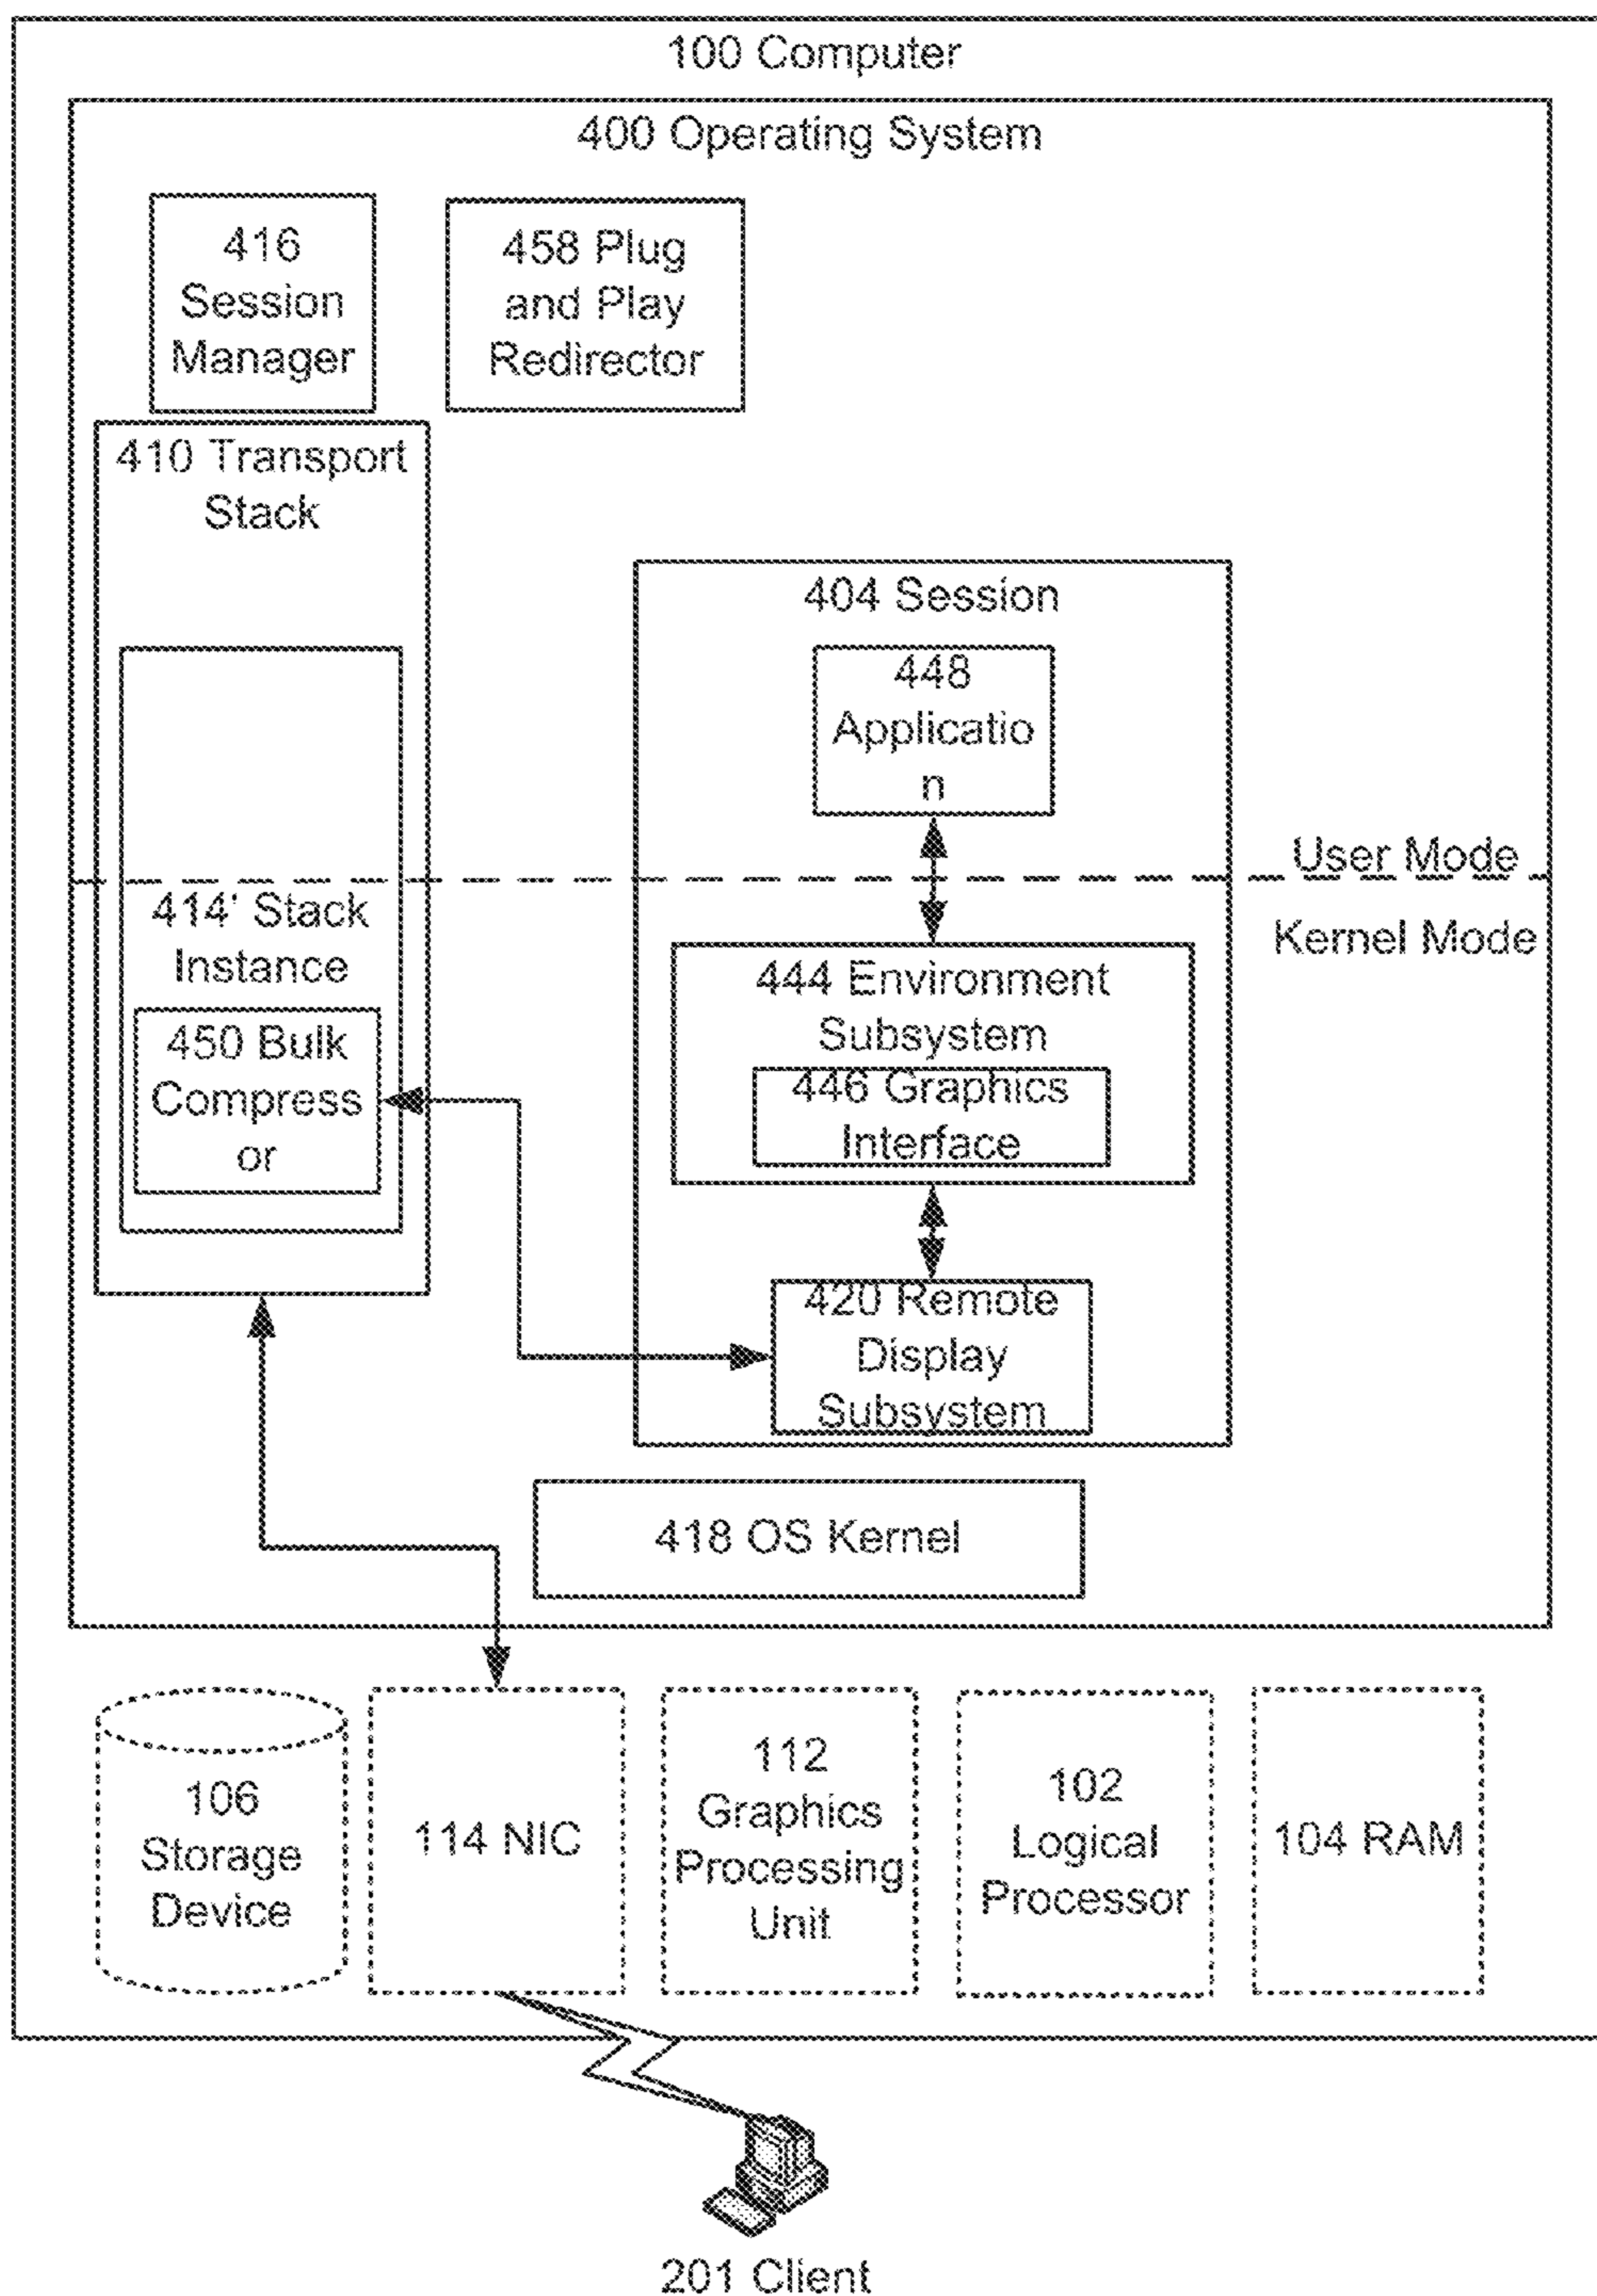 100 Computer
400 Operating System
416
Session
Manager
458 Plug
and Play
Redirector
410 Transport
Stack
404 Session
448
Applicatio
n
User Mode
Kernel Mode
414' Stack
Instance
450 Bulk
Compress
or
444 Environment
Subsystem
446 Graphics
Interface
420 Remote
Display
Subsystem
418 OS Kernel
106
Storage
Device
114 NIC
112
Graphics
Processing
Unit
102
Logical
Processor
104 RAM
201 Client